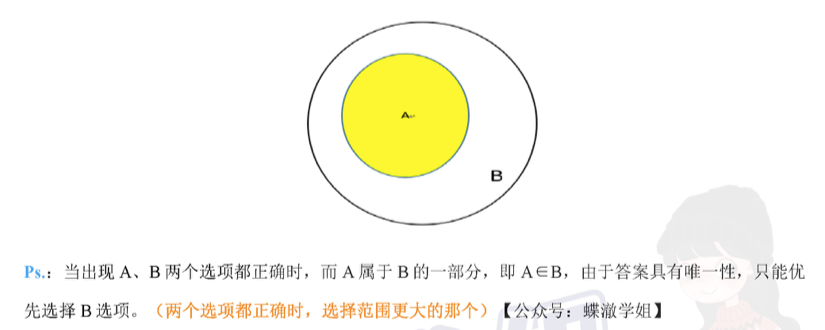 A
B
Ps.：当出现 A、B 两个选项都正确时，而 A 属于 B 的一部分，即 A∈B，由于答案具有唯一性，只能优
先选择 B 选项。（两个选项都正确时，选择范围更大的那个）【公众号：蝶澈学姐】